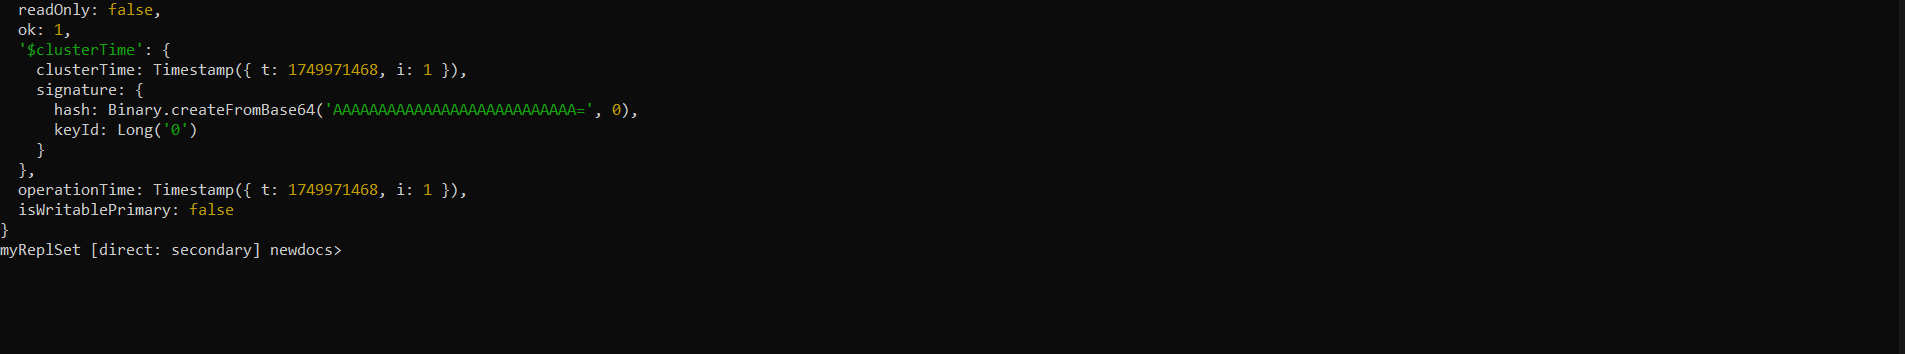 readOnly: false,
ok: 1,
'$clusterTime': {
clusterTime: Timestamp({ t: 1749971468, i: 1 }),
signature: {
hash: Binary.createFromBase64('AAAAAAAAAAAAAAAAAAAAAAAAAAA=', 0),
keyId: Long('0')
}
},
operationTime: Timestamp({ t: 1749971468, i: 1 }),
isWritablePrimary: false
}
myReplSet [direct: secondary] newdocs>